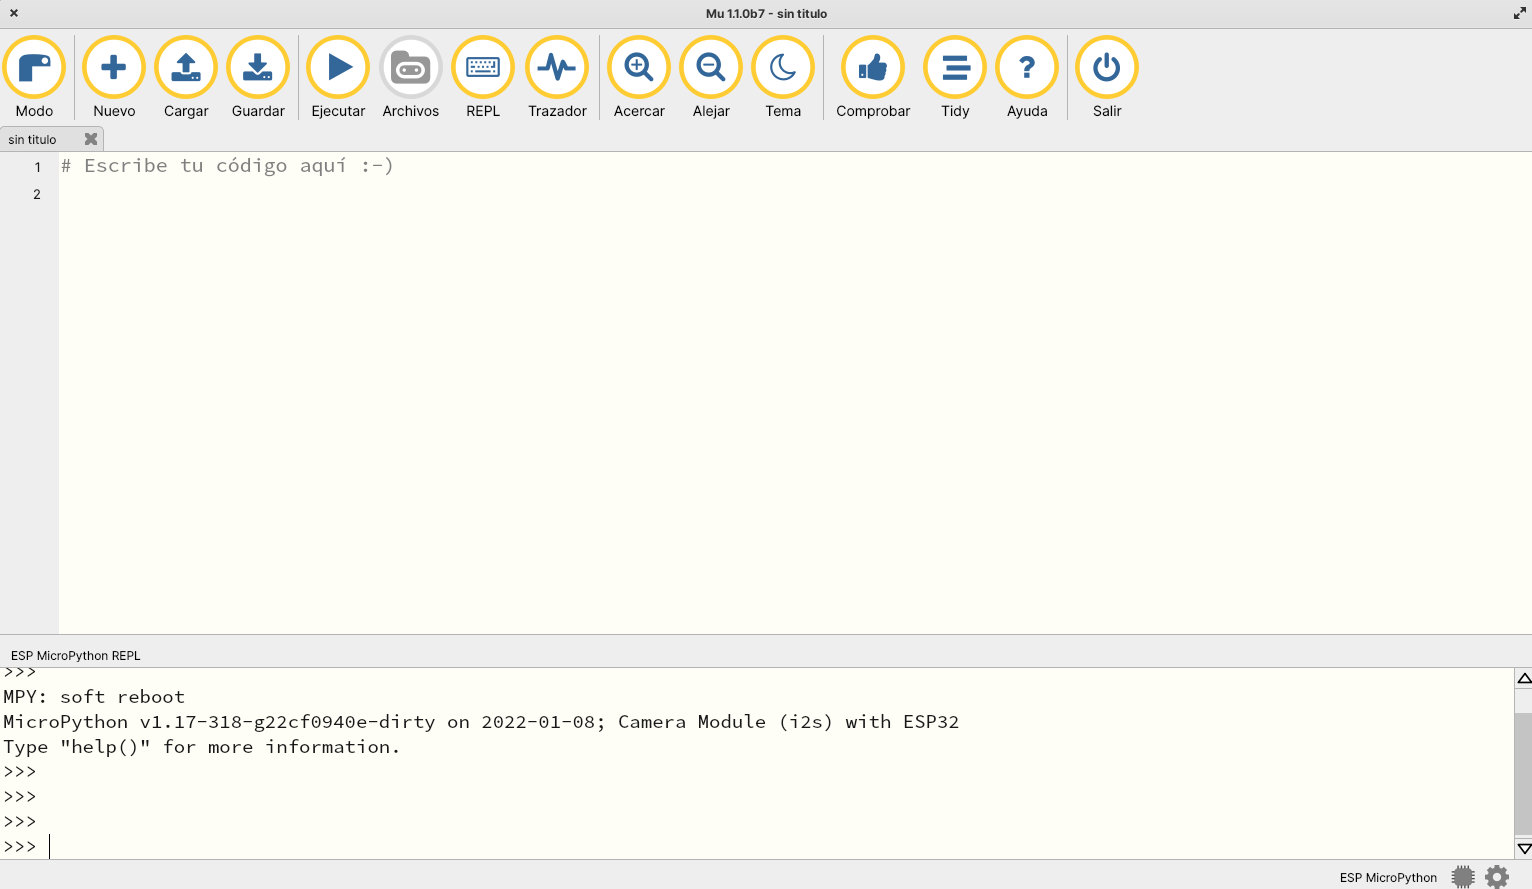 Mu 1.1.0b7 - sin titulo
Modo Nuevo Cargar Guardar Ejecutar Archivos REPL Trazador Acercar Alejar Tema Comprobar Tidy Ayuda Salir
sin titulo
1 # Escribe tu código aquí :-)
2
ESP MicroPython REPL
>>>
MPY: soft reboot
MicroPython v1.17-318-g22cf0940e-dirty on 2022-01-08; Camera Module (i2s) with ESP32
Type "help()" for more information.
>>>
>>>
>>>
>>>
ESP MicroPython